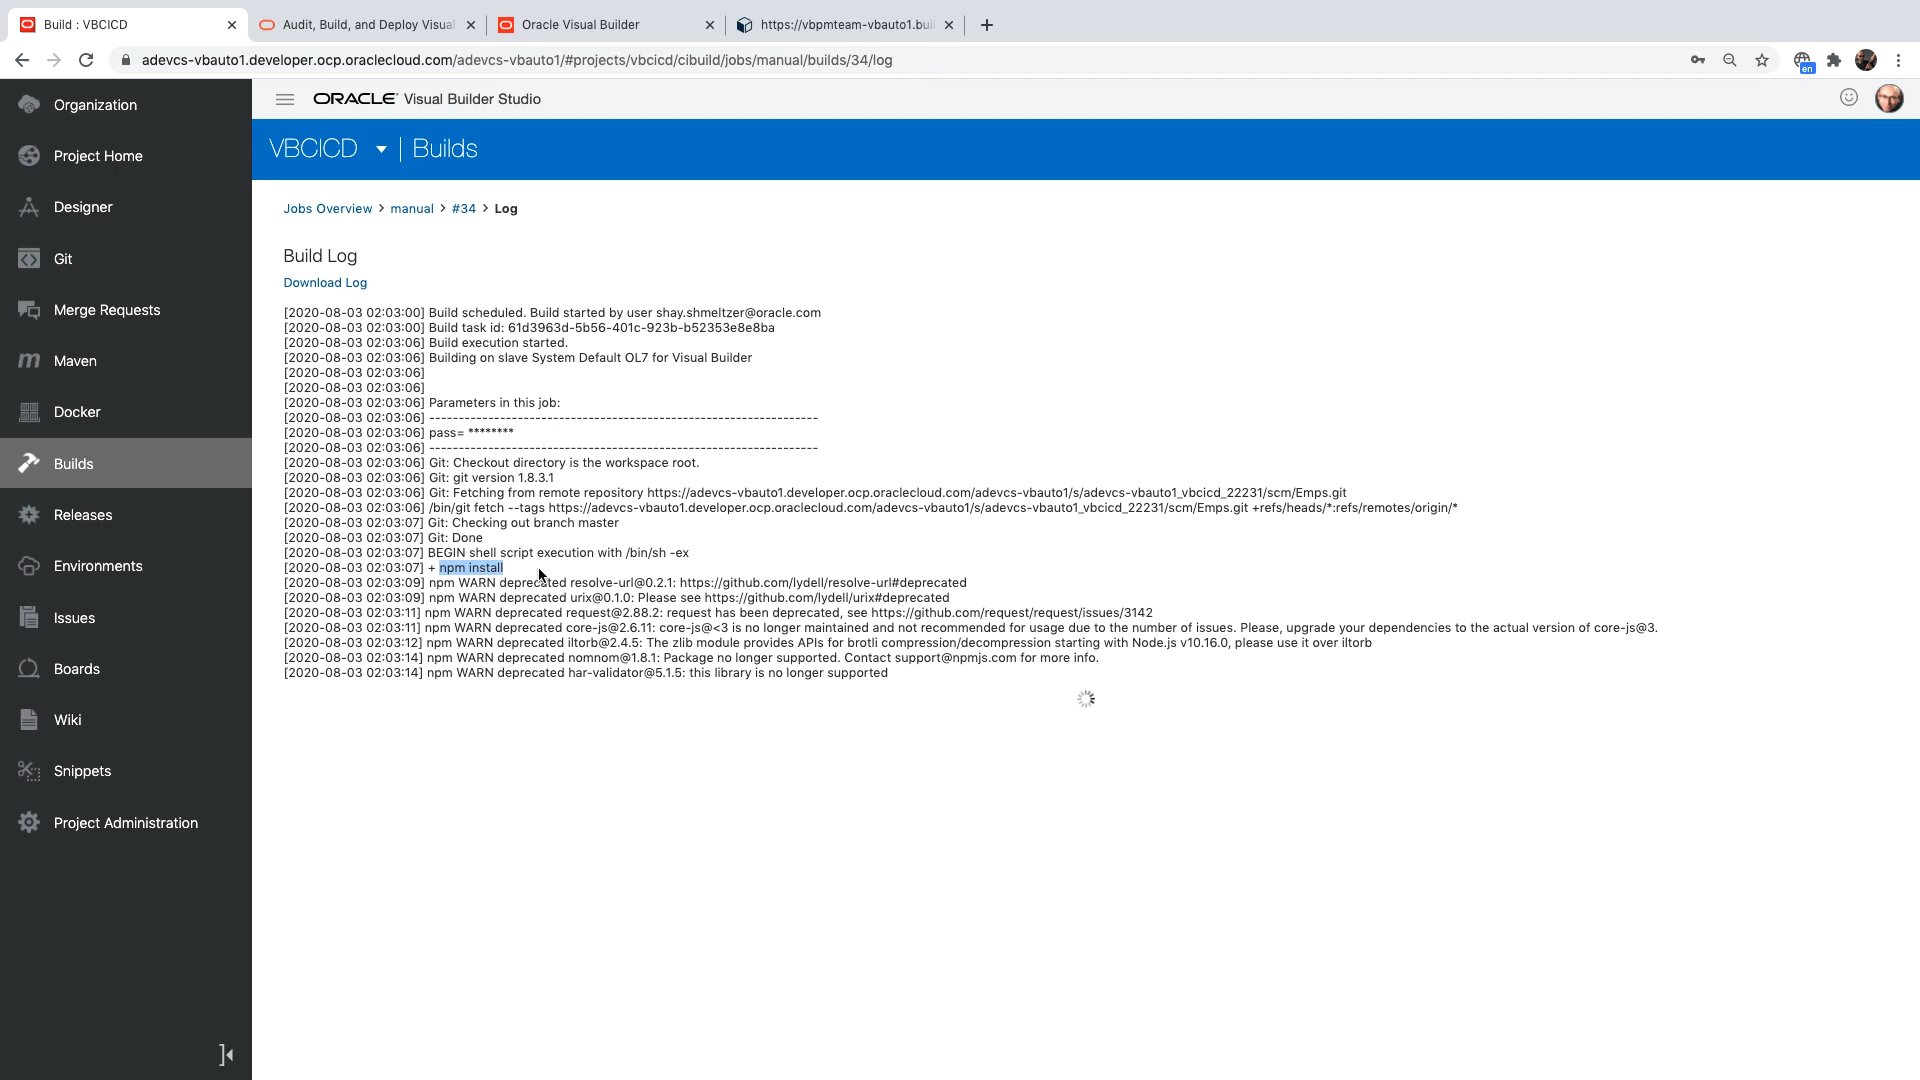 Build : VBCICD
Audit, Build, and Deploy Visual
Oracle Visual Builder
https://vbpmteam-vbauto1.bui
adevcs-vbauto1.developer.ocp.oraclecloud.com/adevcs-vbauto1/#projects/vbcicd/cibuild/jobs/manual/builds/34/log
en
Organization
Project Home
Designer
Git
Merge Requests
Maven
Docker
Builds
Releases
Environments
Issues
Boards
Wiki
Snippets
Project Administration
ORACLE® Visual Builder Studio
VBCICD | Builds
Jobs Overview > manual > #34 > Log
Build Log
Download Log
[2020-08-03 02:03:00] Build scheduled. Build started by user shay.shmeltzer@oracle.com
[2020-08-03 02:03:00] Build task id: 61d3963d-5b56-401c-923b-b52353e8e8ba
[2020-08-03 02:03:06] Build execution started.
[2020-08-03 02:03:06] Building on slave System Default OL7 for Visual Builder
[2020-08-03 02:03:06]
[2020-08-03 02:03:06]
[2020-08-03 02:03:06] Parameters in this job:
[2020-08-03 02:03:06] ------------------------------------------------------------------
[2020-08-03 02:03:06] pass= ********
[2020-08-03 02:03:06] ------------------------------------------------------------------
[2020-08-03 02:03:06] Git: Checkout directory is the workspace root.
[2020-08-03 02:03:06] Git: git version 1.8.3.1
[2020-08-03 02:03:06] Git: Fetching from remote repository https://adevcs-vbauto1.developer.ocp.oraclecloud.com/adevcs-vbauto1/s/adevcs-vbauto1_vbcicd_22231/scm/Emps.git
[2020-08-03 02:03:06] /bin/git fetch --tags https://adevcs-vbauto1.developer.ocp.oraclecloud.com/adevcs-vbauto1/s/adevcs-vbauto1_vbcicd_22231/scm/Emps.git +refs/heads/*:refs/remotes/origin/*
[2020-08-03 02:03:07] Git: Checking out branch master
[2020-08-03 02:03:07] Git: Done
[2020-08-03 02:03:07] BEGIN shell script execution with /bin/sh -ex
[2020-08-03 02:03:07] + npm install
[2020-08-03 02:03:09] npm WARN deprecated resolve-url@0.2.1: https://github.com/lydell/resolve-url#deprecated
[2020-08-03 02:03:09] npm WARN deprecated urix@0.1.0: Please see https://github.com/lydell/urix#deprecated
[2020-08-03 02:03:11] npm WARN deprecated request@2.88.2: request has been deprecated, see https://github.com/request/request/issues/3142
[2020-08-03 02:03:11] npm WARN deprecated core-js@2.6.11: core-js@<3 is no longer maintained and not recommended for usage due to the number of issues. Please, upgrade your dependencies to the actual version of core-js@3.
[2020-08-03 02:03:12] npm WARN deprecated iltorb@2.4.5: The zlib module provides APIs for brotli compression/decompression starting with Node.js v10.16.0, please use it over iltorb
[2020-08-03 02:03:14] npm WARN deprecated nomnom@1.8.1: Package no longer supported. Contact support@npmjs.com for more info.
[2020-08-03 02:03:14] npm WARN deprecated har-validator@5.1.5: this library is no longer supported